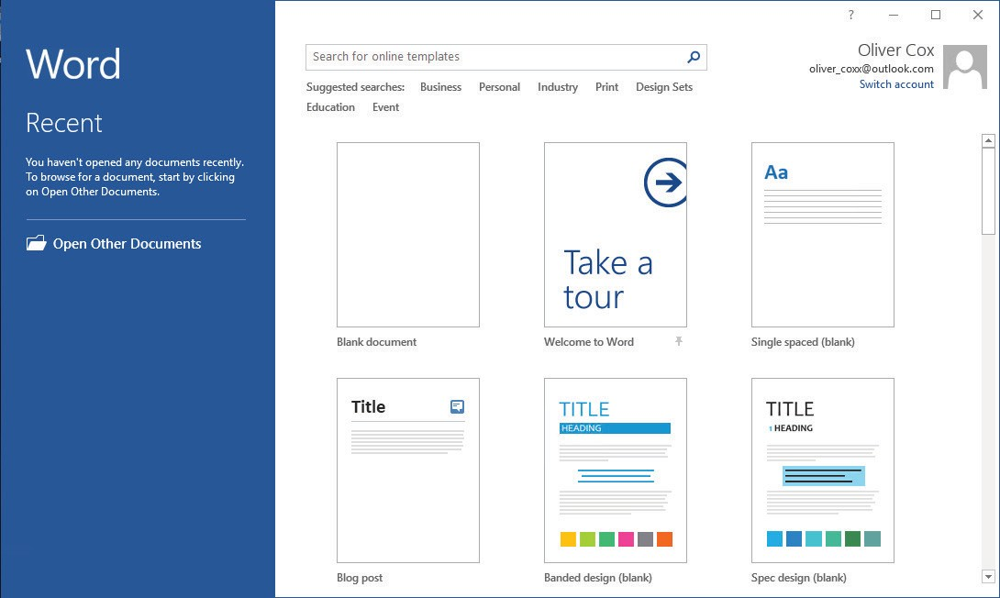 Word
Recent
You haven't opened any documents recently.
To browse for a document, start by clicking
on Open Other Documents.
Open Other Documents
?
Search for online templates
Suggested searches: Business Personal Industry Print Design Sets
Education Event
Oliver Cox
oliver_coxx@outlook.com
Switch account
Take a
tour
Aa
Blank document
Welcome to Word
Single spaced (blank)
Title
TITLE
HEADING
TITLE
1 HEADING
Blog post
Banded design (blank)
Spec design (blank)